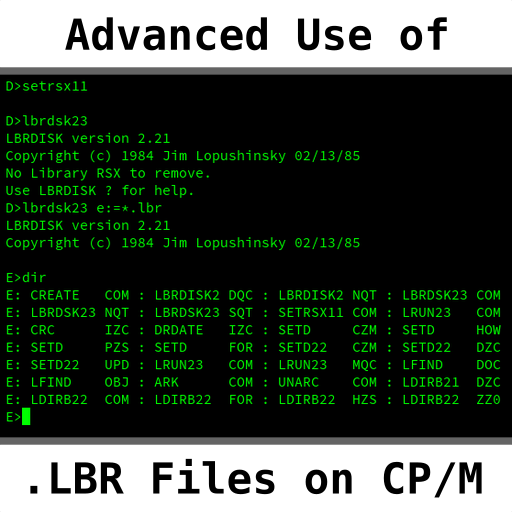 Advanced Use of
D>setrsx11
D>lbrdsk23
LBRDISK version 2.21
Copyright (c) 1984 Jim Lopushinsky 02/13/85
No Library RSX to remove.
Use LBRDISK ? for help.
D>lbrdsk23 e:=*.lbr
LBRDISK version 2.21
Copyright (c) 1984 Jim Lopushinsky 02/13/85
E>dir
E: CREATE   COM : LBRDISK2 DQC : LBRDISK2 NQT : LBRDSK23 COM
E: LBRDSK23 NQT : LBRDSK23 SQT : SETRSX11 COM : LRUN23   COM
E: CRC      IZC : DRDATE   IZC : SETD     CZM : SETD     HOW
E: SETD     PZS : SETD     FOR : SETD22   CZM : SETD22   DZC
E: SETD22   UPD : LRUN23   COM : LRUN23   MQC : LFIND    DOC
E: LFIND    OBJ : ARK      COM : UNARC    COM : LDIRB21  DZC
E: LDIRB22  COM : LDIRB22  FOR : LDIRB22  HZS : LDIRB22  ZZ0
E>
.LBR Files on CP/M